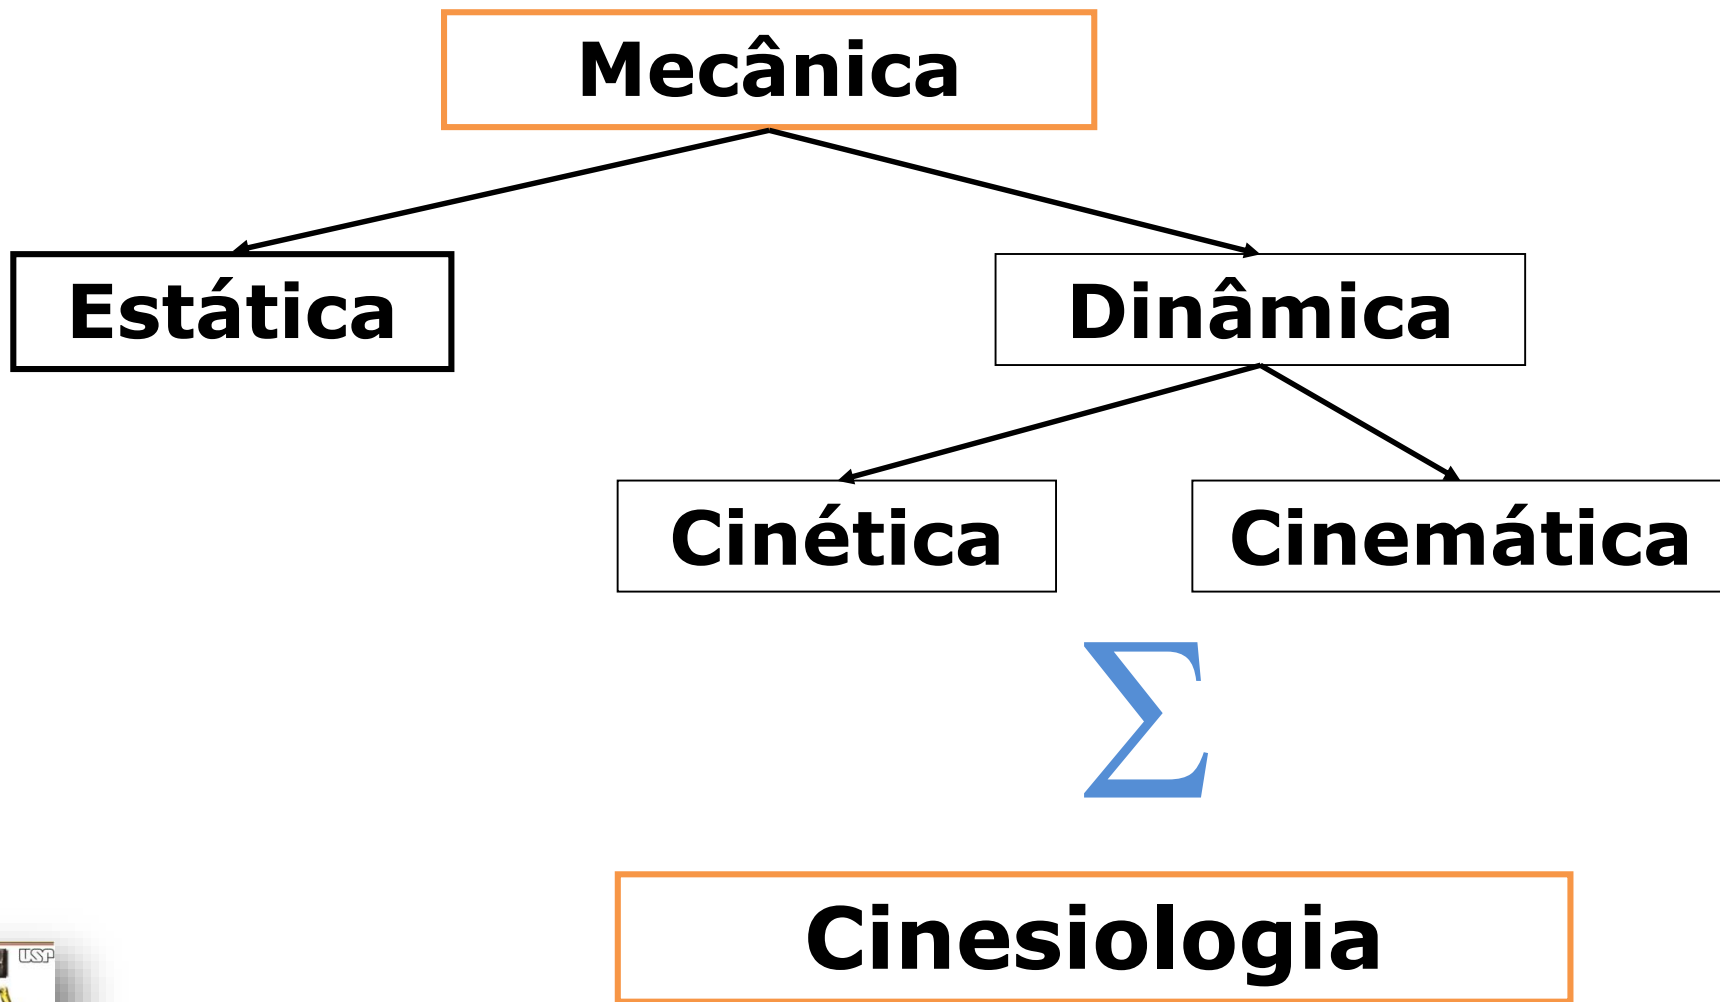 Mecânica
Estática
Dinâmica
Cinética
Cinemática
Σ
Cinesiologia
USP